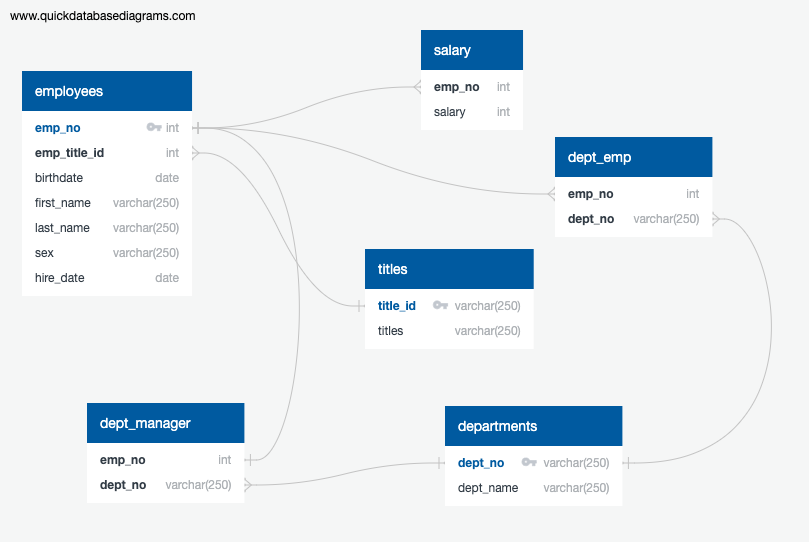 www.quickdatabasediagrams.com
employees
emp_no int
emp_title_id int
birthdate date
first_name varchar(250)
last_name varchar(250)
sex varchar(250)
hire_date date
salary
emp_no int
salary int
dept_emp
emp_no int
dept_no varchar(250)
titles
title_id varchar(250)
titles varchar(250)
dept_manager
emp_no int
dept_no varchar(250)
departments
dept_no varchar(250)
dept_name varchar(250)